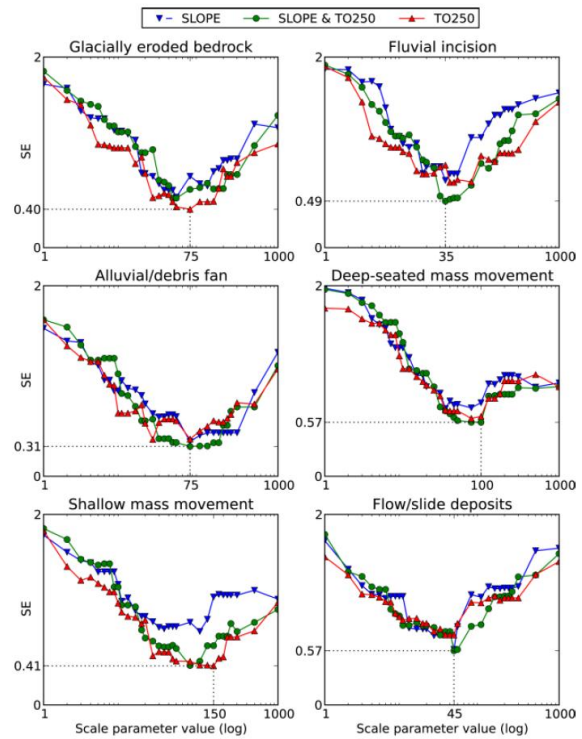 SLOPE SLOPE & TO250 TO250
Glacially eroded bedrock Fluvial incision
2 2
SE
0.40 0.49
0 0
1 75 1000 1 35 1000
Alluvial/debris fan Deep-seated mass movement
2 2
SE
0.31 0.57
0 0
1 75 1000 1 100 1000
Shallow mass movement Flow/slide deposits
2 2
SE
0.41 0.57
0 0
1 150 1000 1 45 1000
Scale parameter value (log) Scale parameter value (log)